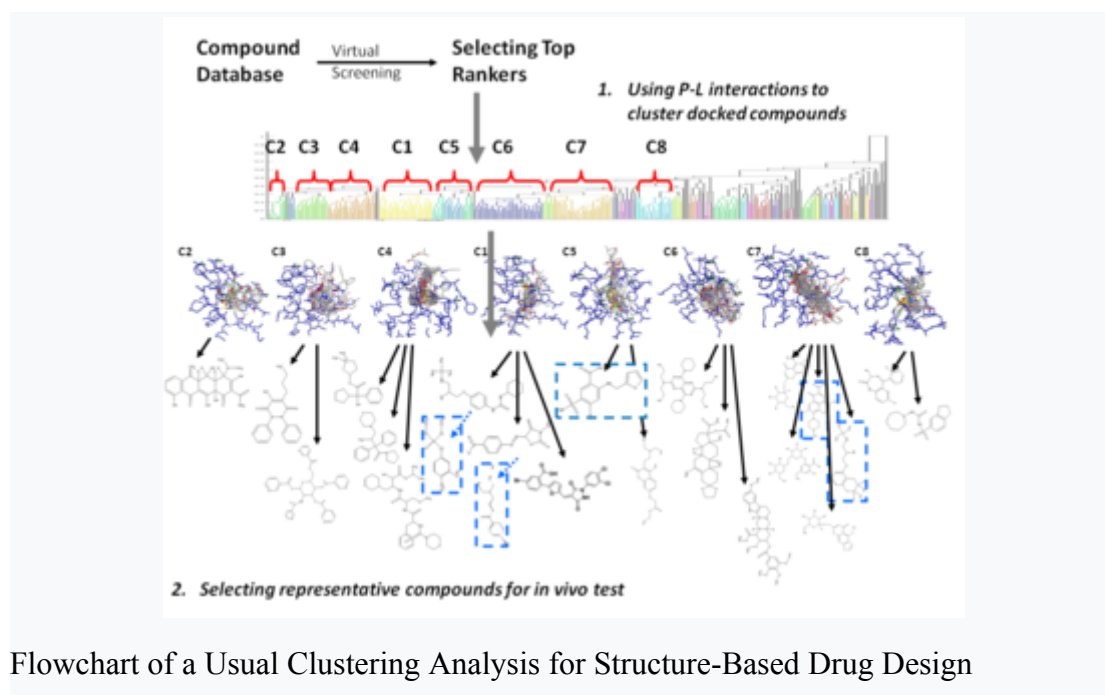 Compound
Database
Virtual
Screening
Selecting Top
Rankers
1. Using P-L interactions to
cluster docked compounds
C2 C3 C4 C1 C5 C6 C7 C8
C2 C3 C4 C1 C5 C6 C7 C8
2. Selecting representative compounds for in vivo test
Flowchart of a Usual Clustering Analysis for Structure-Based Drug Design